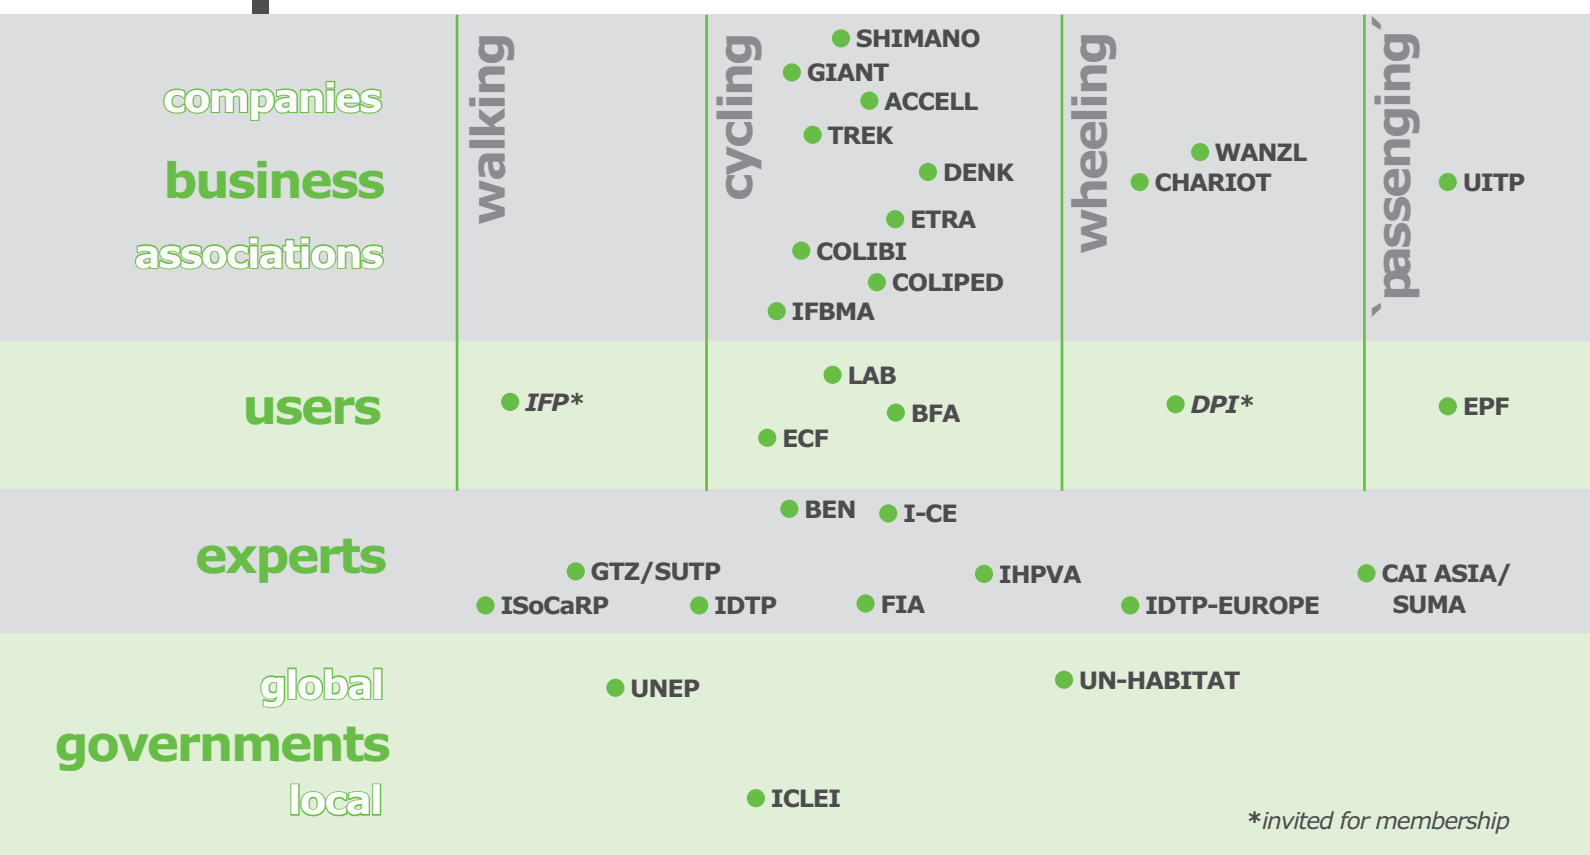 walking
cycling
wheeling
`passenging´
companies
business
associations
SHIMANO
GIANT
ACCELL
TREK
DENK
ETRA
COLIBI
COLIPED
IFBMA
WANZL
CHARIOT
UITP
users
IFP*
LAB
BFA
ECF
DPI*
EPF
experts
BEN
I-CE
GTZ/SUTP
IHPVA
CAI ASIA/
SUMA
ISoCaRP
IDTP
FIA
IDTP-EUROPE
global
governments
local
UNEP
UN-HABITAT
ICLEI
*invited for membership